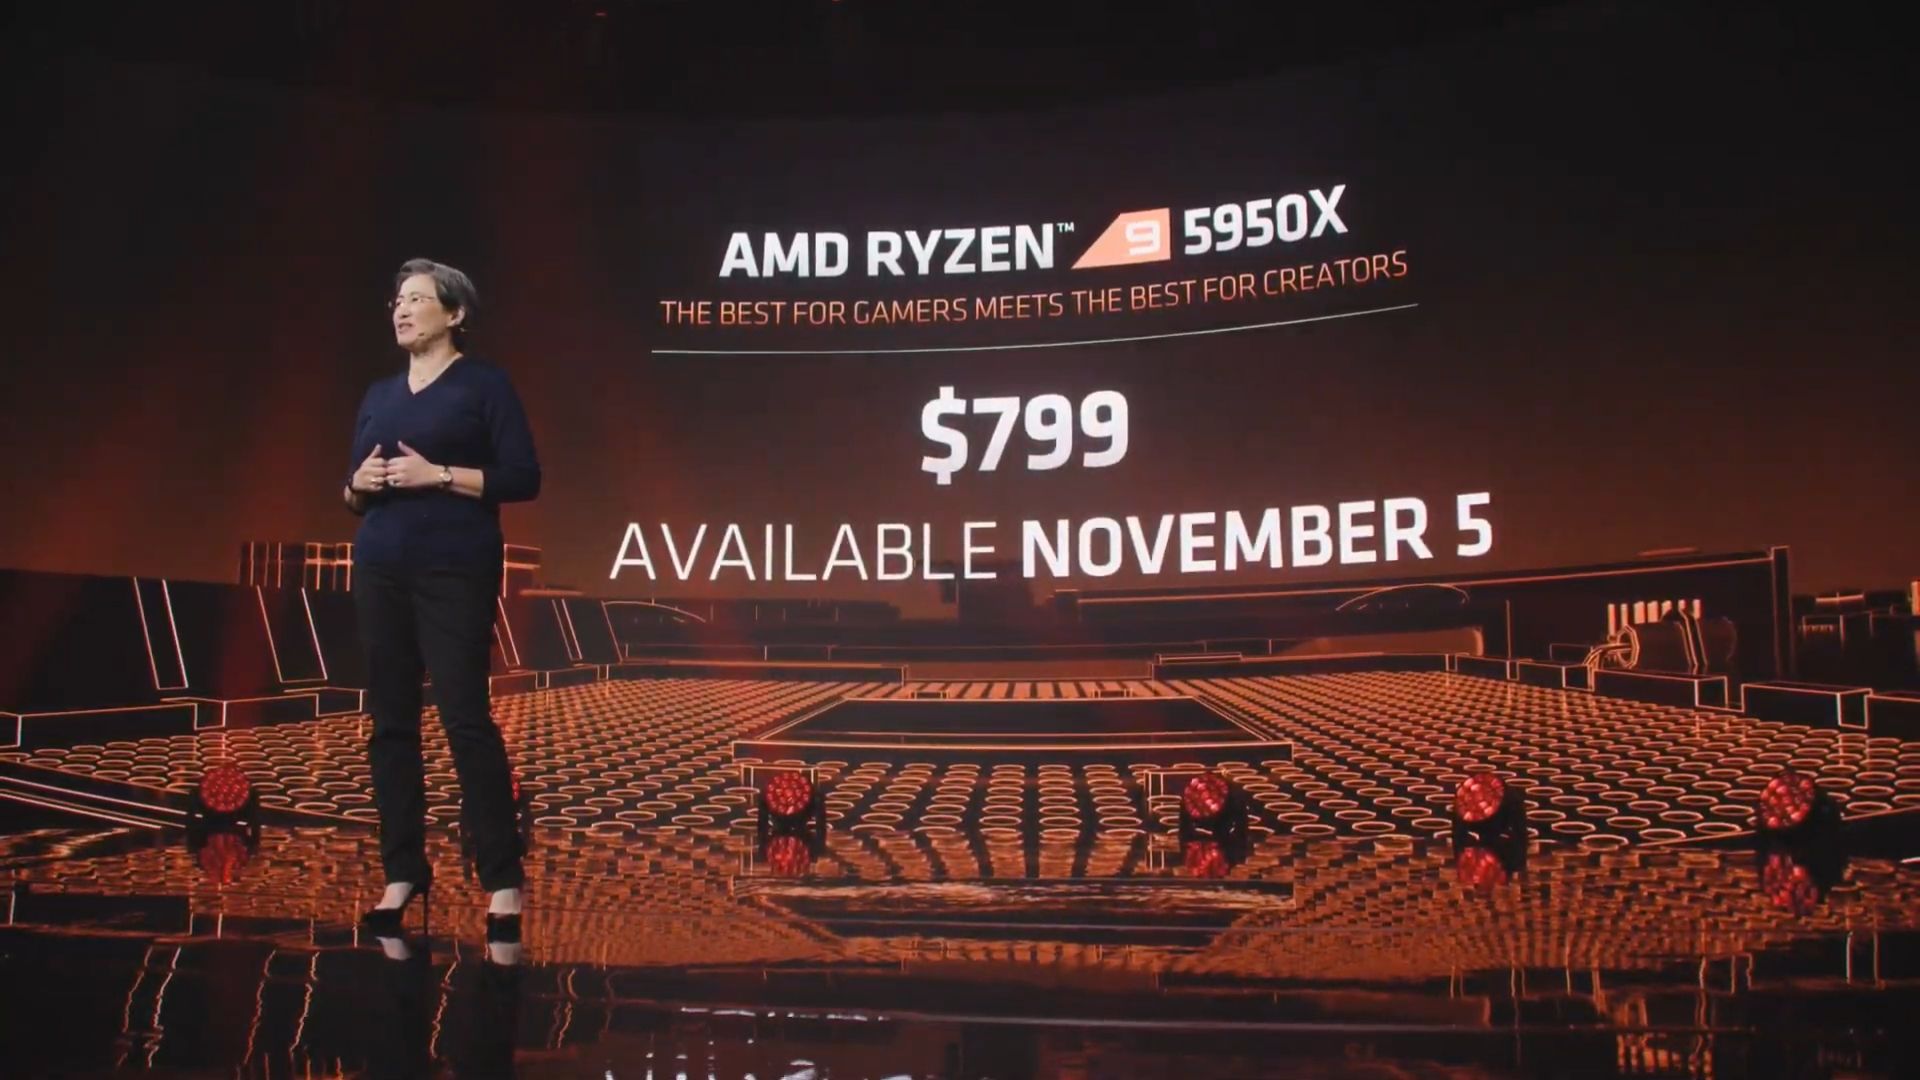 AMD RYZEN™ 9 5950X
THE BEST FOR GAMERS MEETS THE BEST FOR CREATORS
$799
AVAILABLE NOVEMBER 5